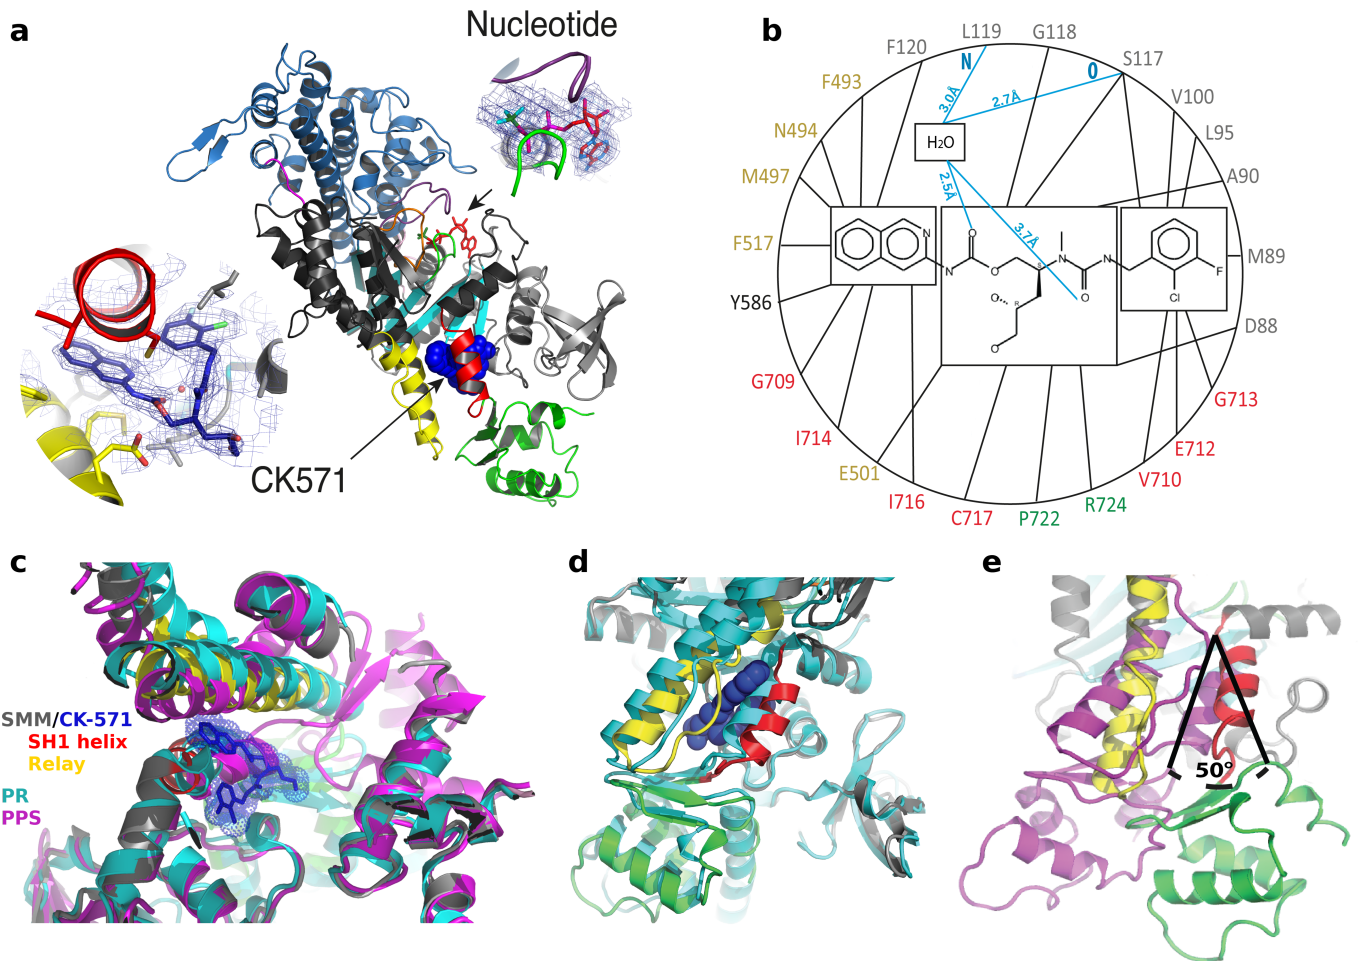 a
Nucleotide
CK571
b
F120
L119
G118
S117
V100
L95
A90
M89
D88
G713
E712
V710
R724
P722
C717
I716
E501
I714
G709
Y586
F517
M497
N494
F493
N
O
3.0Å
2.7Å
H2O
2.5Å
3.7Å
N
O
N
O
S
N
N
O
F
Cl
O
R
O
c
SMM/CK-571
SH1 helix
Relay
PR
PPS
d
e
50°